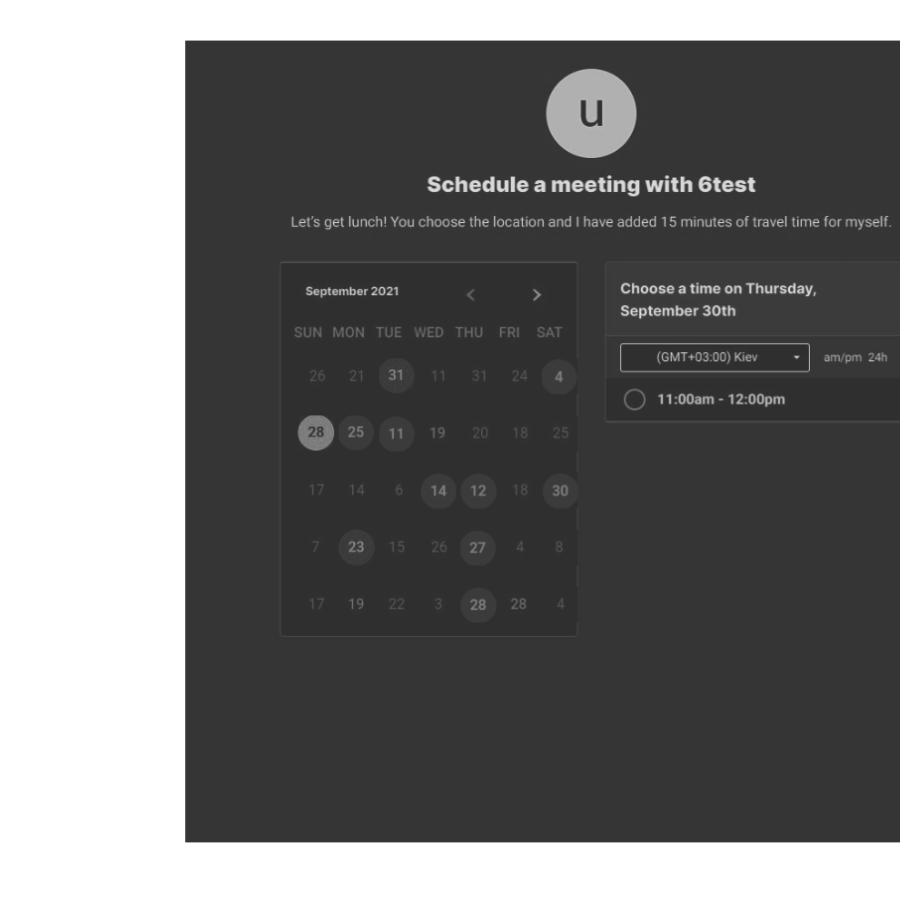 u
Schedule a meeting with 6test
Let's get lunch! You choose the location and I have added 15 minutes of travel time for myself.
September 2021
SUN MON TUE WED THU FRI SAT
26 21 31 11 31 24 4
28 25 11 19 20 18 25
17 14 6 14 12 18 30
7 23 15 26 27 4 8
17 19 22 3 28 28 4
Choose a time on Thursday,
September 30th
(GMT+03:00) Kiev am/pm 24h
11:00am - 12:00pm